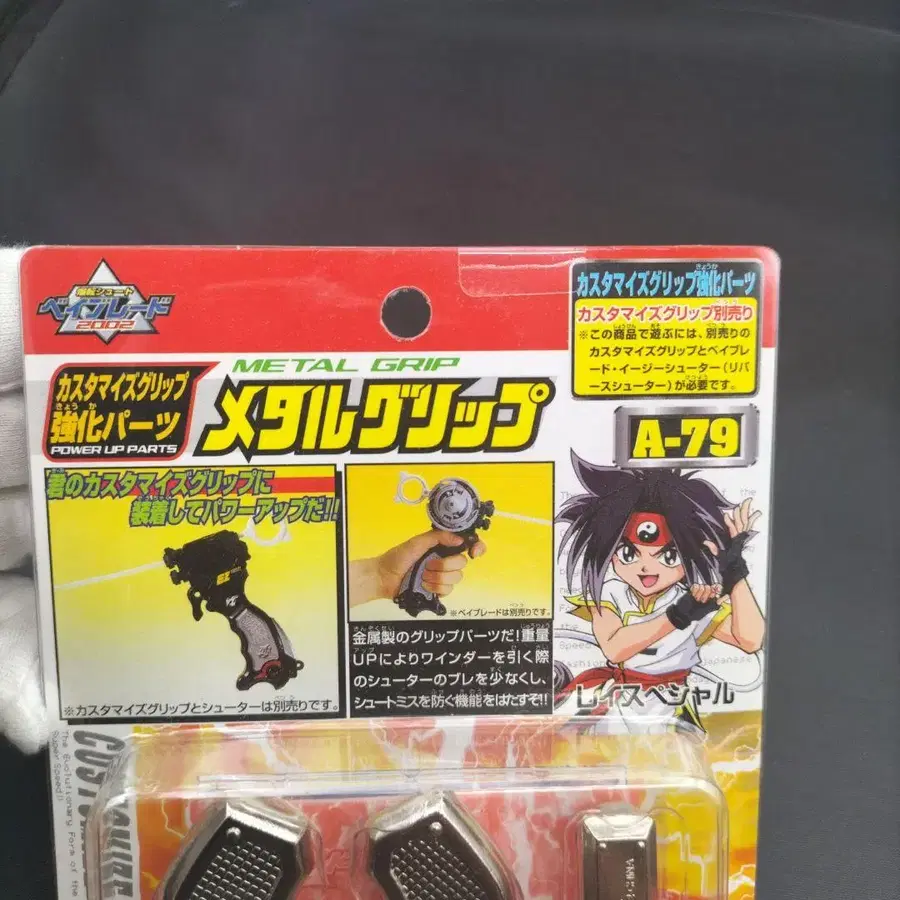 爆転シュート
ベイブレード
2002
カスタマイズグリップ強化パーツ
カスタマイズグリップ別売り
※この商品で遊ぶには、別売りの
カスタマイズグリップとベイブレ
ード・イージーシューター(リバ
ースシューター)が必要です。
カスタマイズグリップ
強化パーツ
POWER UP PARTS
METAL GRIP
メタルグリップ
A-79
君のカスタマイズグリップに
装着してパワーアップだ!!
※カスタマイズグリップとシューターは別売りです。
※ベイブレードは別売りです。
金属製のグリップパーツだ!重量
UPによりワインダーを引く際
のシューターのブレを少なくし、
シュートミスを防ぐ機能をはたすぞ!!
レイスペシャル
The Evolutionary Form of the
Super Speed!!